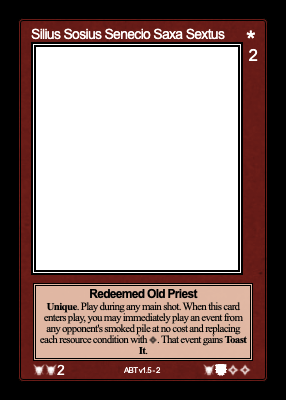 Silius Sosius Senecio Saxa Sextus *
2
Redeemed Old Priest
Unique. Play during any main shot. When this card
enters play, you may immediately play an event from
any opponent's smoked pile at no cost and replacing
each resource condition with ◈. That event gains Toast
It.
2 ABT v1.5 - 2